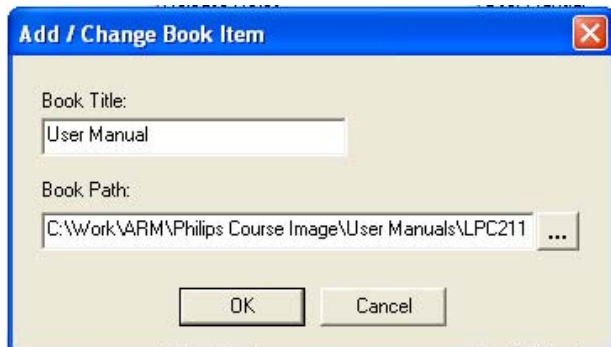 Add / Change Book Item
Book Title:
User Manual
Book Path:
C:\Work\ARM\Philips Course Image\User Manuals\LPC211
...
OK
Cancel